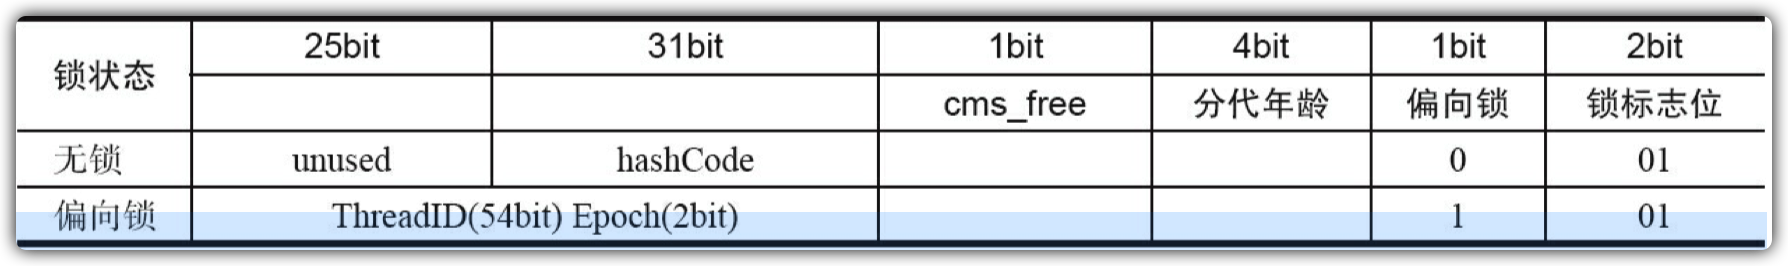 锁状态 25bit 31bit 1bit 4bit 1bit 2bit
cms_free 分代年龄 偏向锁 锁标志位
无锁 unused hashCode 0 01
偏向锁 ThreadID(54bit) Epoch(2bit) 1 01